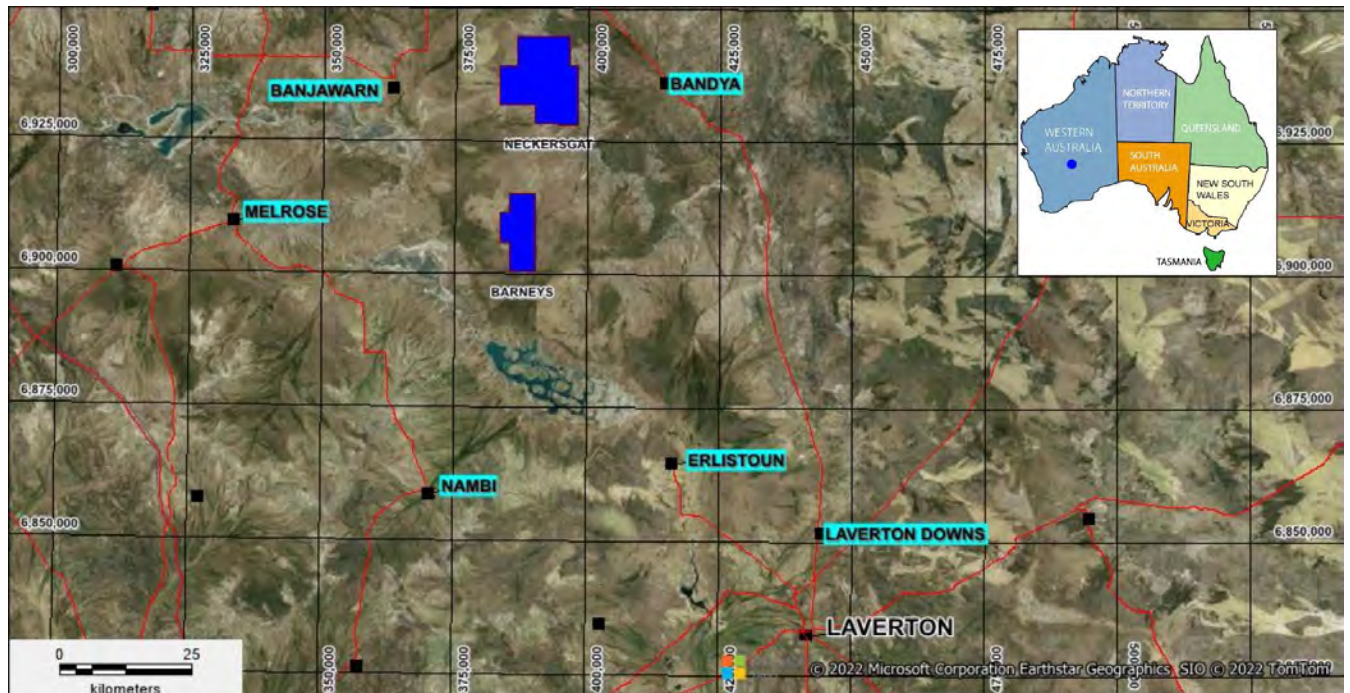 300,000
325,000
350,000
375,000
400,000
425,000
450,000
475,000
BANJAWARN
BANDYA
NECKERSGAT
6,925,000
6,925,000
NORTHERN
TERRITORY
QUEENSLAND
WESTERN
AUSTRALIA
SOUTH
AUSTRALIA
NEW SOUTH
WALES
VICTORIA
TASMANIA
MELROSE
6,900,000
6,900,000
BARNEYS
6,875,000
6,875,000
ERLISTOUN
NAMBI
6,850,000
6,850,000
LAVERTON DOWNS
LAVERTON
0 25
kilometers
350,000
375,000
400,000
500,000
© 2022 Microsoft Corporation Earthstar Geographics SIO © 2022 TomTom